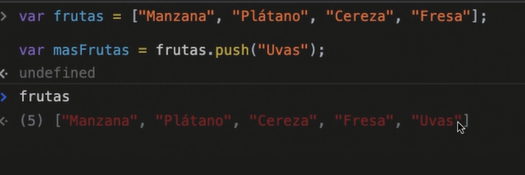 > var frutas = ["Manzana", "Plátano", "Cereza", "Fresa"];
var masFrutas = frutas.push("Uvas");
undefined
> frutas
(5) ["Manzana", "Plátano", "Cereza", "Fresa", "Uvas"]